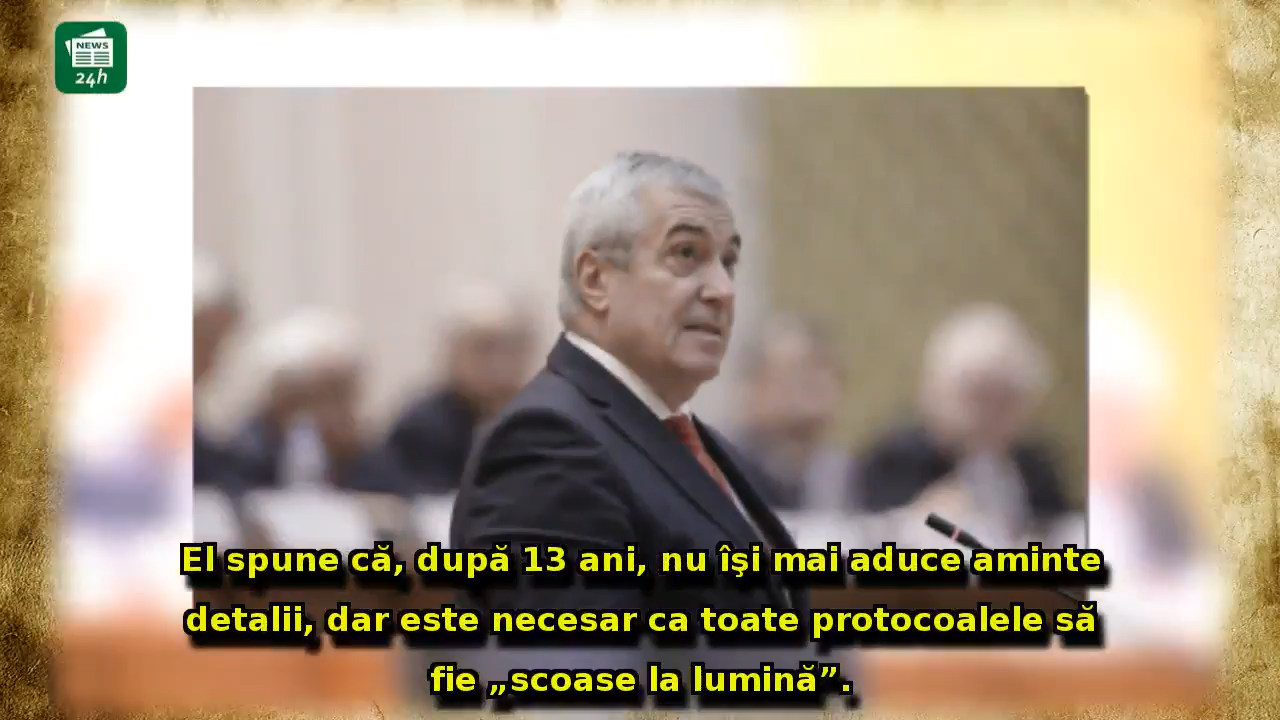 NEWS
24h
El spune că, după 13 ani, nu îşi mai aduce aminte
detalii, dar este necesar ca toate protocoalele să
fie „scoase la lumină”.